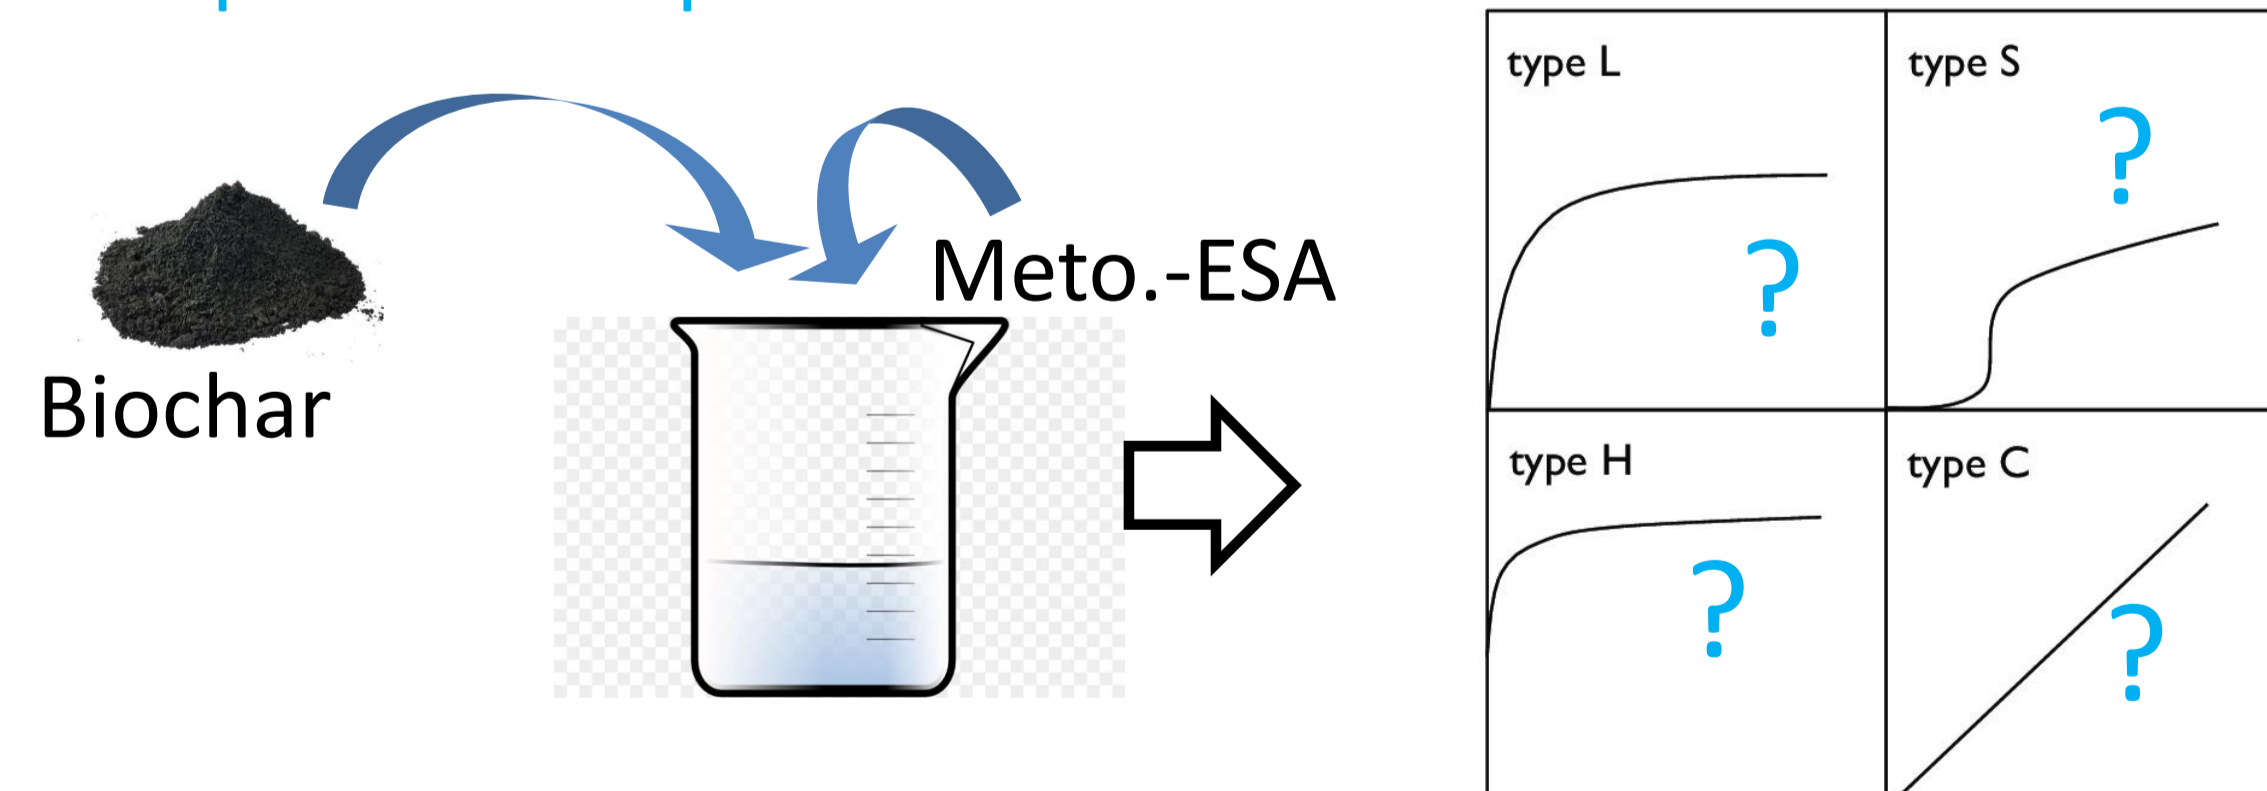 type L
?
type S
?
Meto.-ESA
Biochar
type H
?
type C
?